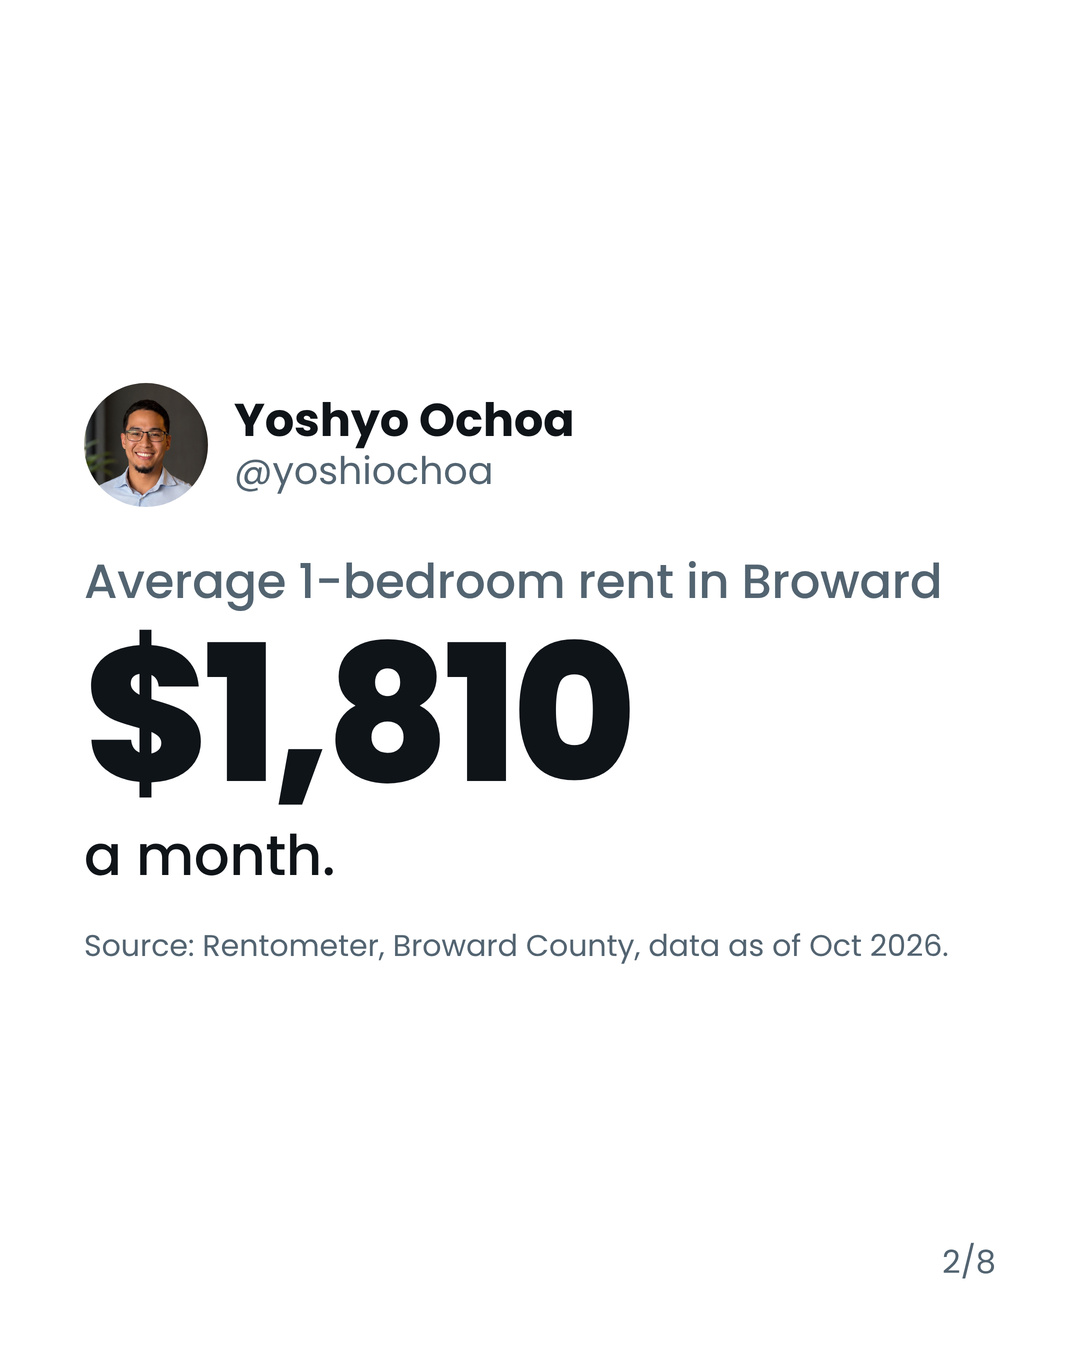 Yoshyo Ochoa
@yoshiochoa
Average 1-bedroom rent in Broward
$1,810
a month.
Source: Rentometer, Broward County, data as of Oct 2026.
2/8